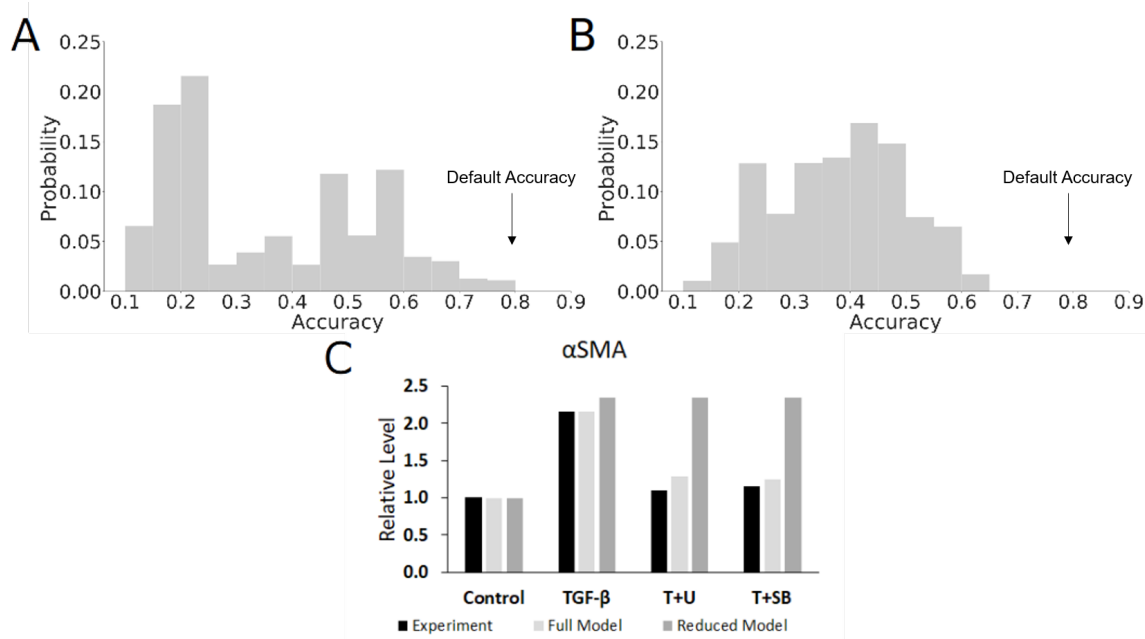 A
B
0.25
0.20
0.15
0.10
0.05
0.00
Probability
Default Accuracy
0.1 0.2 0.3 0.4 0.5 0.6 0.7 0.8 0.9
Accuracy
0.25
0.20
0.15
0.10
0.05
0.00
Probability
Default Accuracy
0.1 0.2 0.3 0.4 0.5 0.6 0.7 0.8 0.9
Accuracy
C
αSMA
2.5
2.0
1.5
1.0
0.5
0.0
Relative Level
Control TGF-β T+U T+SB
Experiment Full Model Reduced Model